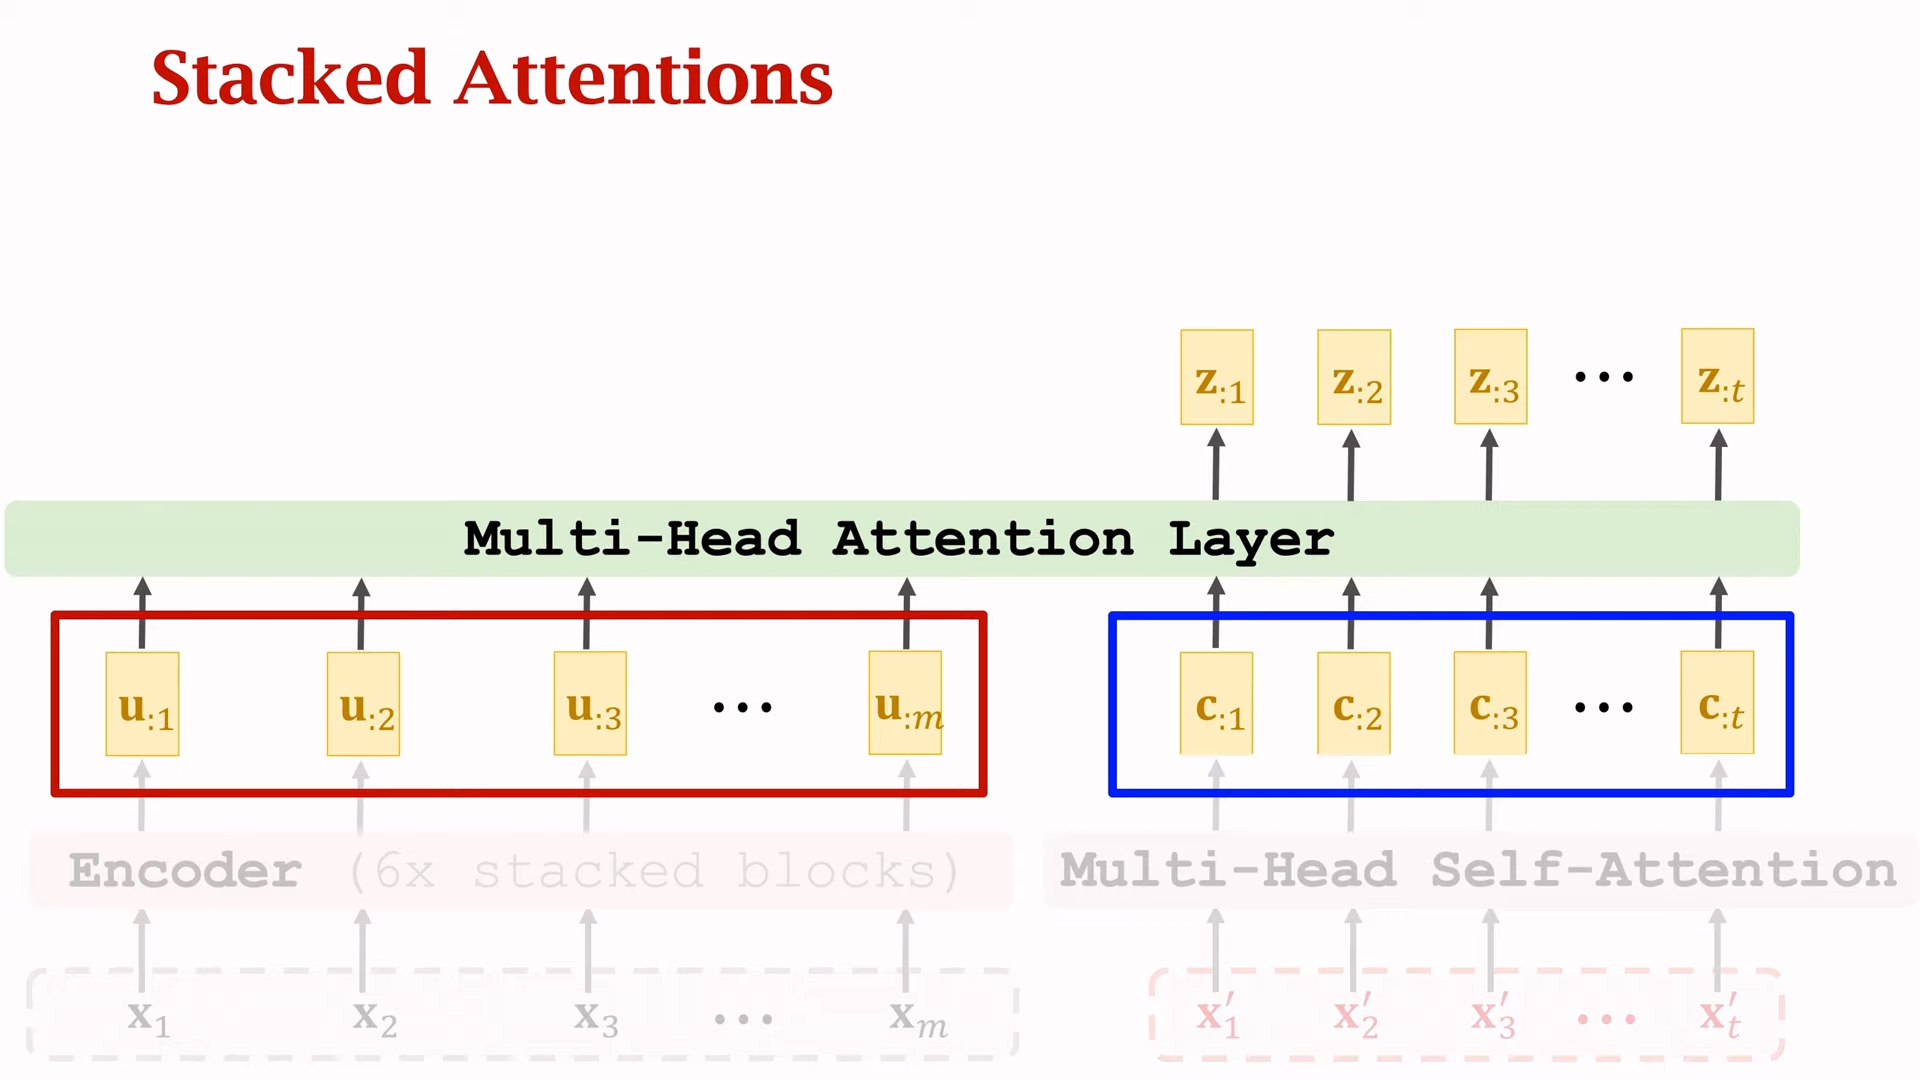 Stacked Attentions
z:1 z:2 z:3 ... z:t
Multi-Head Attention Layer
u:1 u:2 u:3 ... u:m c:1 c:2 c:3 ... c:t
Encoder (6x stacked blocks) Multi-Head Self-Attention
x1 x2 x3 ... xm x′1 x′2 x′3 ... x′t